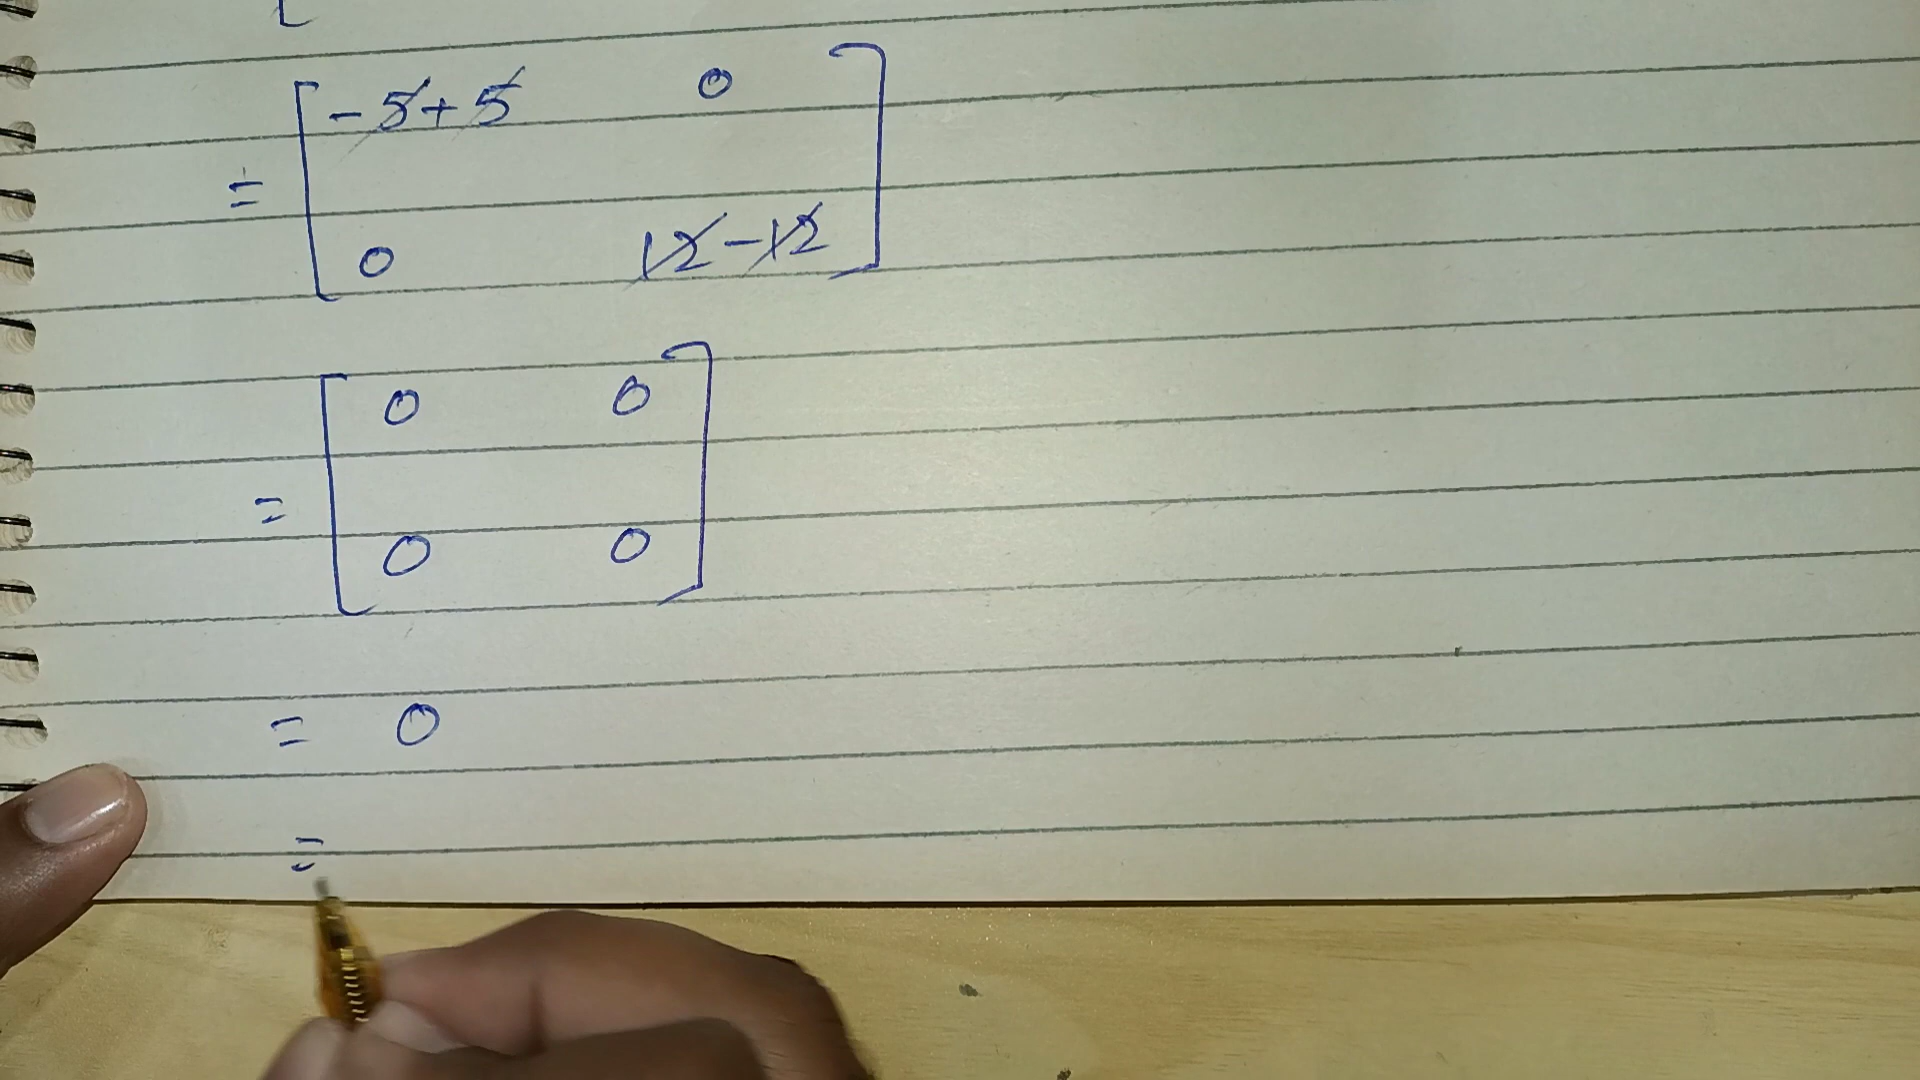 [ -5+5 0
=
0 12-12 ]
[ 0 0
=
0 0 ]
= 0
=